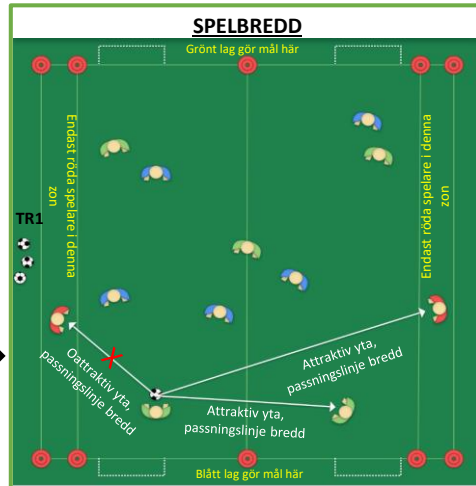 SPELBREDD
Grönt lag gör mål här
Endast röda spelare i denna
zon
Endast röda spelare i denna
zon
TR1
Oattraktiv yta,
passningslinje bredd
Attraktiv yta,
passningslinje bredd
Attraktiv yta,
passningslinje bredd
Blått lag gör mål här